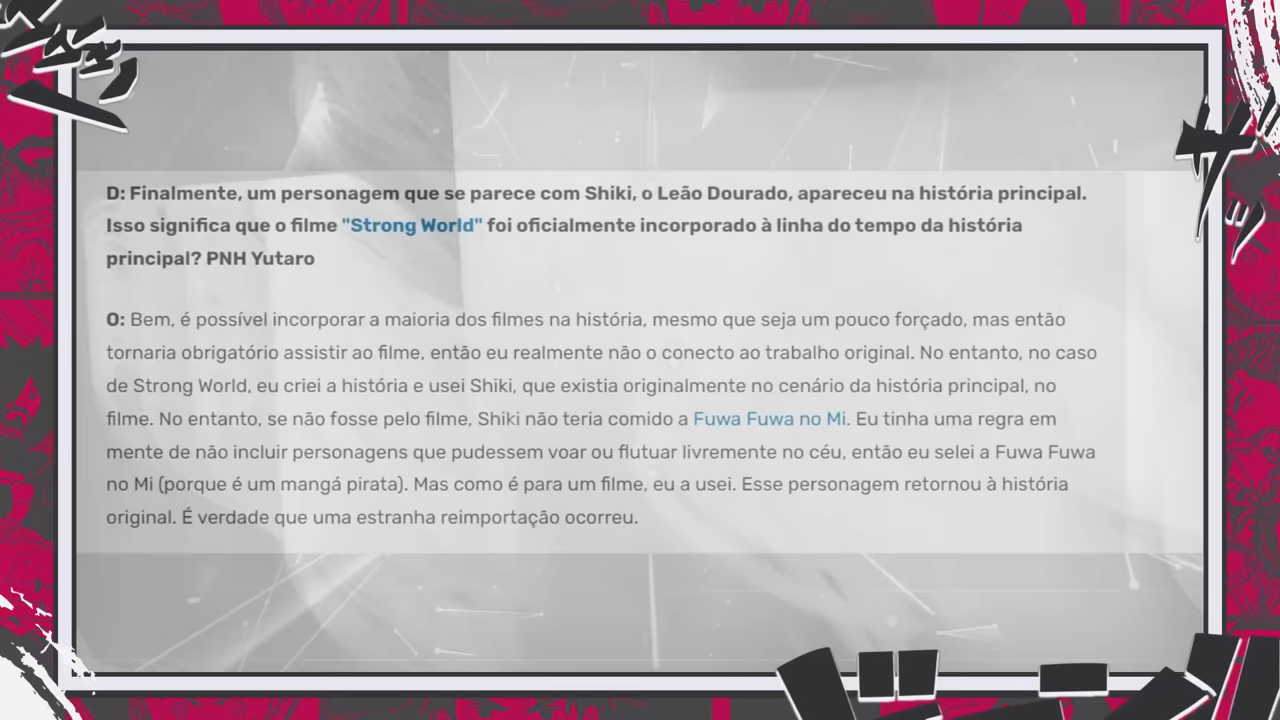 D: Finalmente, um personagem que se parece com Shiki, o Leão Dourado, apareceu na história principal.
Isso significa que o filme "Strong World" foi oficialmente incorporado à linha do tempo da história
principal? PNH Yutaro
O: Bem, é possível incorporar a maioria dos filmes na história, mesmo que seja um pouco forçado, mas então
tornaria obrigatório assistir ao filme, então eu realmente não o conecto ao trabalho original. No entanto, no caso
de Strong World, eu criei a história e usei Shiki, que existia originalmente no cenário da história principal, no
filme. No entanto, se não fosse pelo filme, Shiki não teria comido a Fuwa Fuwa no Mi. Eu tinha uma regra em
mente de não incluir personagens que pudessem voar ou flutuar livremente no céu, então eu selei a Fuwa Fuwa
no Mi (porque é um mangá pirata). Mas como é para um filme, eu a usei. Esse personagem retornou à história
original. É verdade que uma estranha reimportação ocorreu.